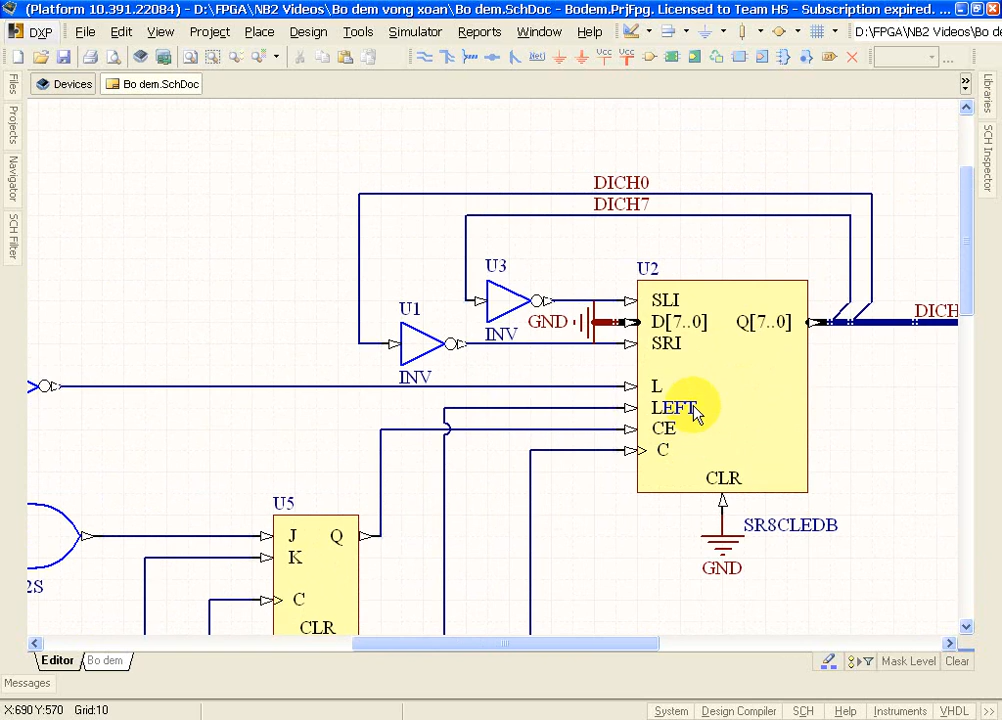 (Platform 10.391.22084) - D:\FPGA\NB2 Videos\Bo dem vong xoan\Bo dem.SchDoc - Bodem.PrjFpg. Licensed to Team HS - Subscription expired. ...
DXP File Edit View Project Place Design Tools Simulator Reports Window Help D:\FPGA\NB2 Videos\Bo de
Net Vcc Vcc ...
Devices Bo dem.SchDoc
Files
Projects
Navigator
SCH Filter
Libraries
SCH Inspector
DICH0
DICH7
U3
U2
U1
SLI
GND
D[7..0]
Q[7..0]
DICH
INV
SRI
INV
L
LEFT
CE
C
CLR
U5
SR8CLEDB
J
Q
K
GND
2S
C
CLR
Editor Bo dem Mask Level Clear
Messages
X:690 Y:570 Grid:10 System Design Compiler SCH Help Instruments VHDL >>